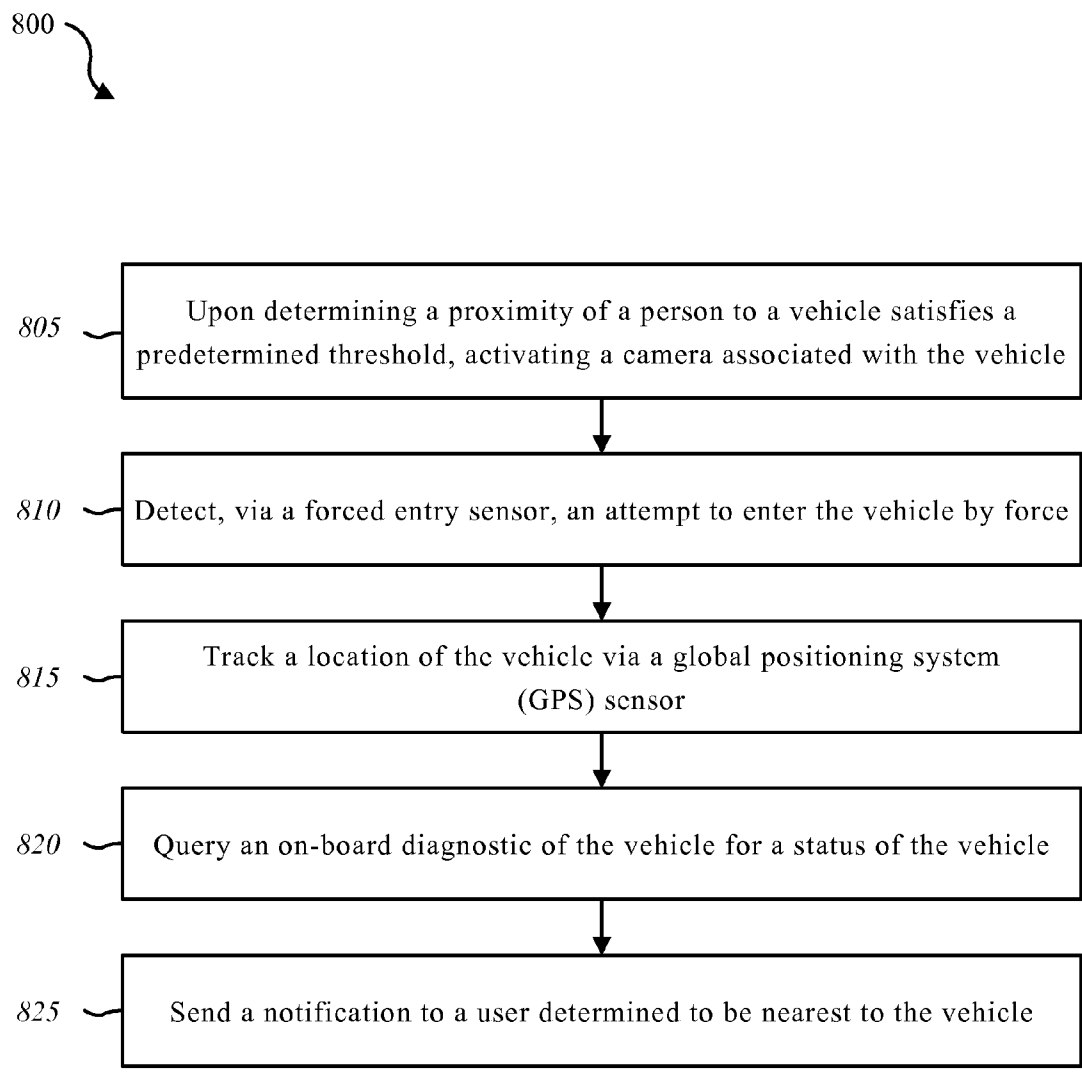 800
805
Upon determining a proximity of a person to a vehicle satisfies a
predetermined threshold, activating a camera associated with the vehicle
810
Detect, via a forced entry sensor, an attempt to enter the vehicle by force
815
Track a location of the vehicle via a global positioning system
(GPS) sensor
820
Query an on-board diagnostic of the vehicle for a status of the vehicle
825
Send a notification to a user determined to be nearest to the vehicle